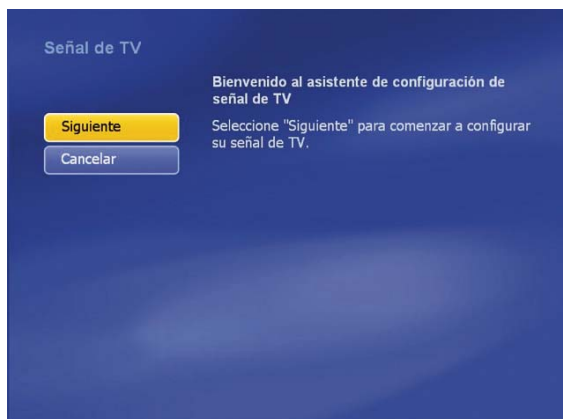 Señal de TV
Bienvenido al asistente de configuración de
señal de TV
Siguiente
Seleccione "Siguiente" para comenzar a configurar
su señal de TV.
Cancelar